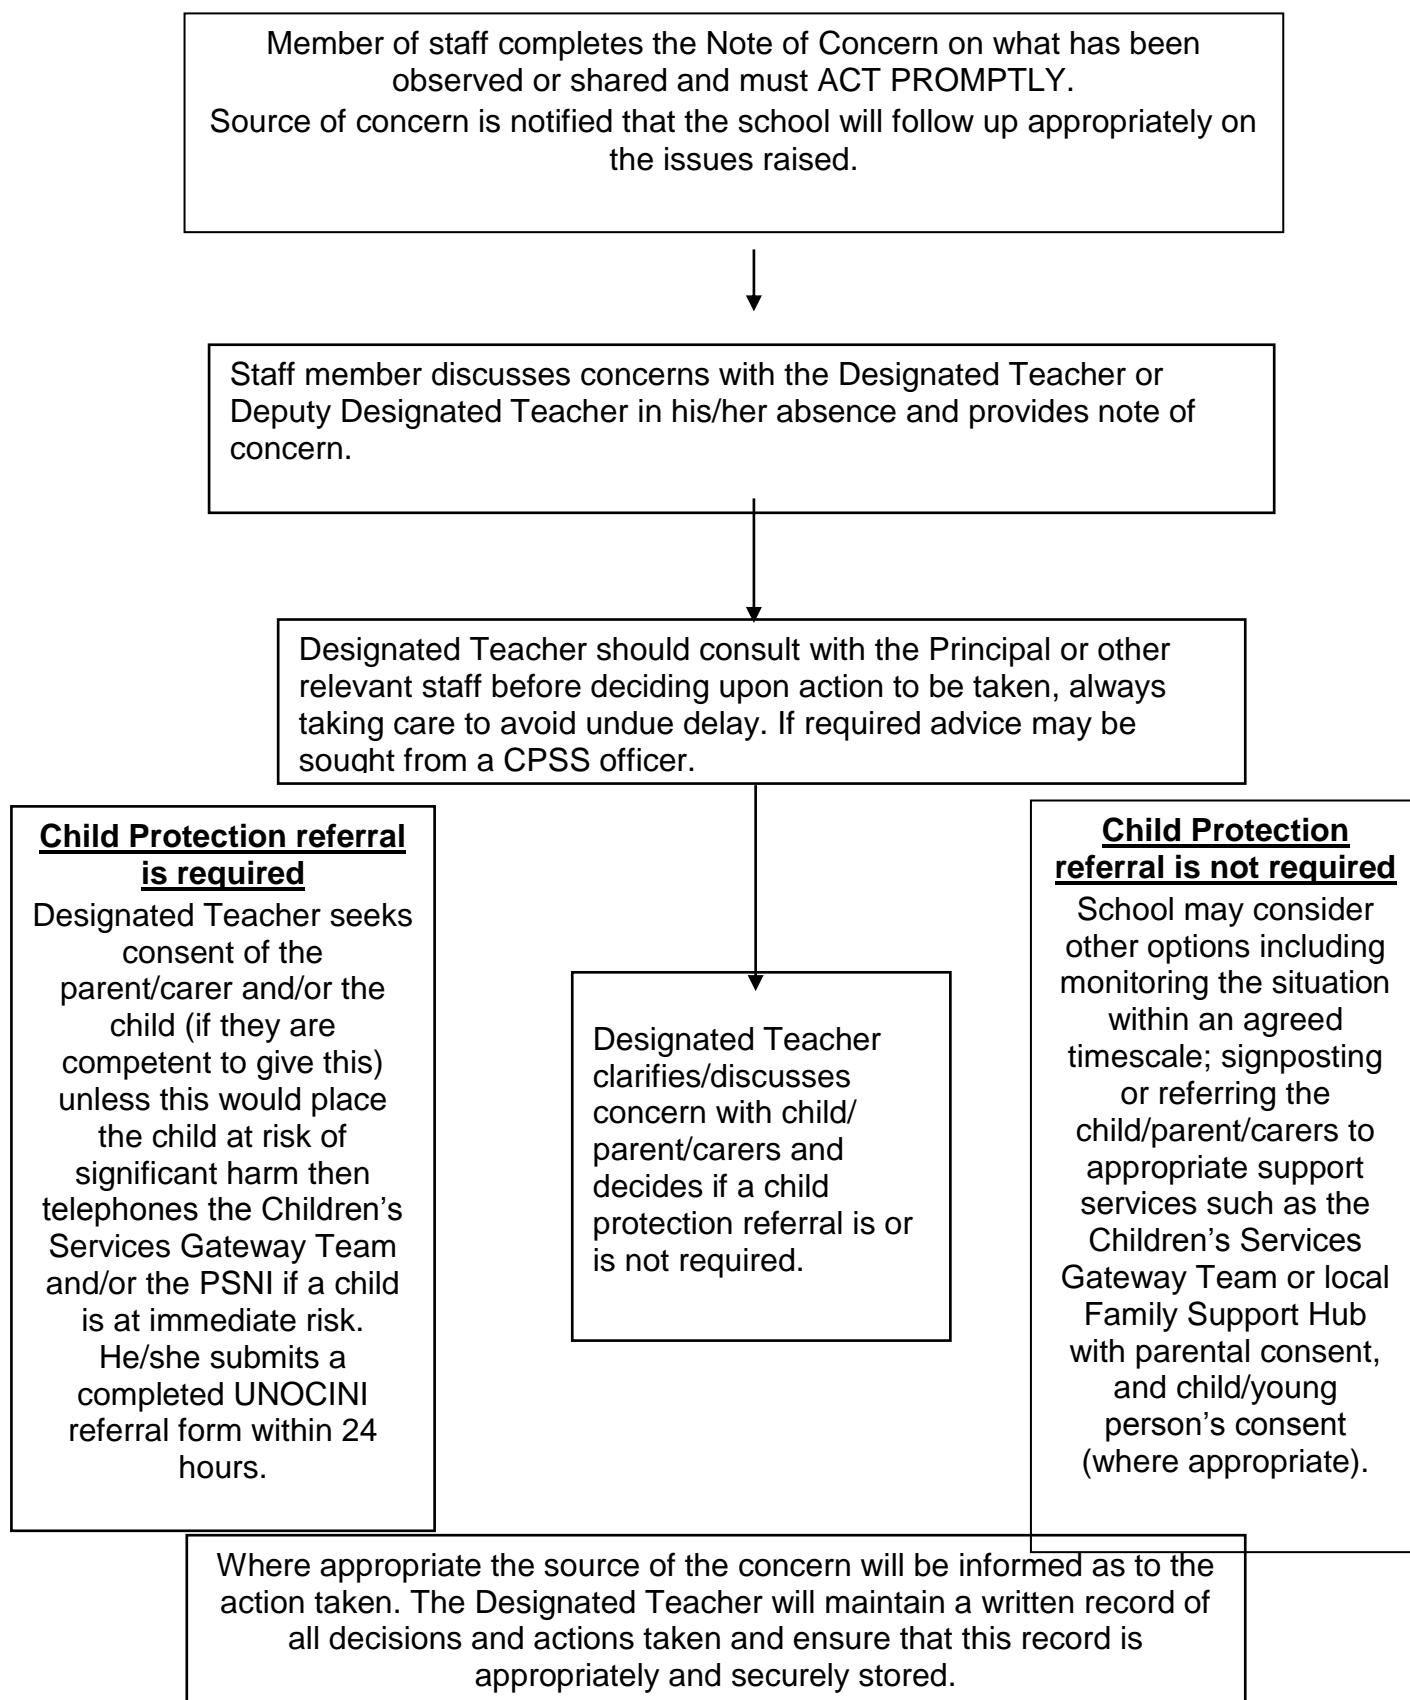 Member of staff completes the Note of Concern on what has been
observed or shared and must ACT PROMPTLY.
Source of concern is notified that the school will follow up appropriately on
the issues raised.
Staff member discusses concerns with the Designated Teacher or
Deputy Designated Teacher in his/her absence and provides note of
concern.
Designated Teacher should consult with the Principal or other
relevant staff before deciding upon action to be taken, always
taking care to avoid undue delay. If required advice may be
sought from a CPSS officer.
Child Protection referral
is required
Designated Teacher seeks
consent of the
parent/carer and/or the
child (if they are
competent to give this)
unless this would place
the child at risk of
significant harm then
telephones the Children’s
Services Gateway Team
and/or the PSNI if a child
is at immediate risk.
He/she submits a
completed UNOCINI
referral form within 24
hours.
Designated Teacher
clarifies/discusses
concern with child/
parent/carers and
decides if a child
protection referral is or
is not required.
Child Protection
referral is not required
School may consider
other options including
monitoring the situation
within an agreed
timescale; signposting
or referring the
child/parent/carers to
appropriate support
services such as the
Children’s Services
Gateway Team or local
Family Support Hub
with parental consent,
and child/young
person’s consent
(where appropriate).
Where appropriate the source of the concern will be informed as to the
action taken. The Designated Teacher will maintain a written record of
all decisions and actions taken and ensure that this record is
appropriately and securely stored.